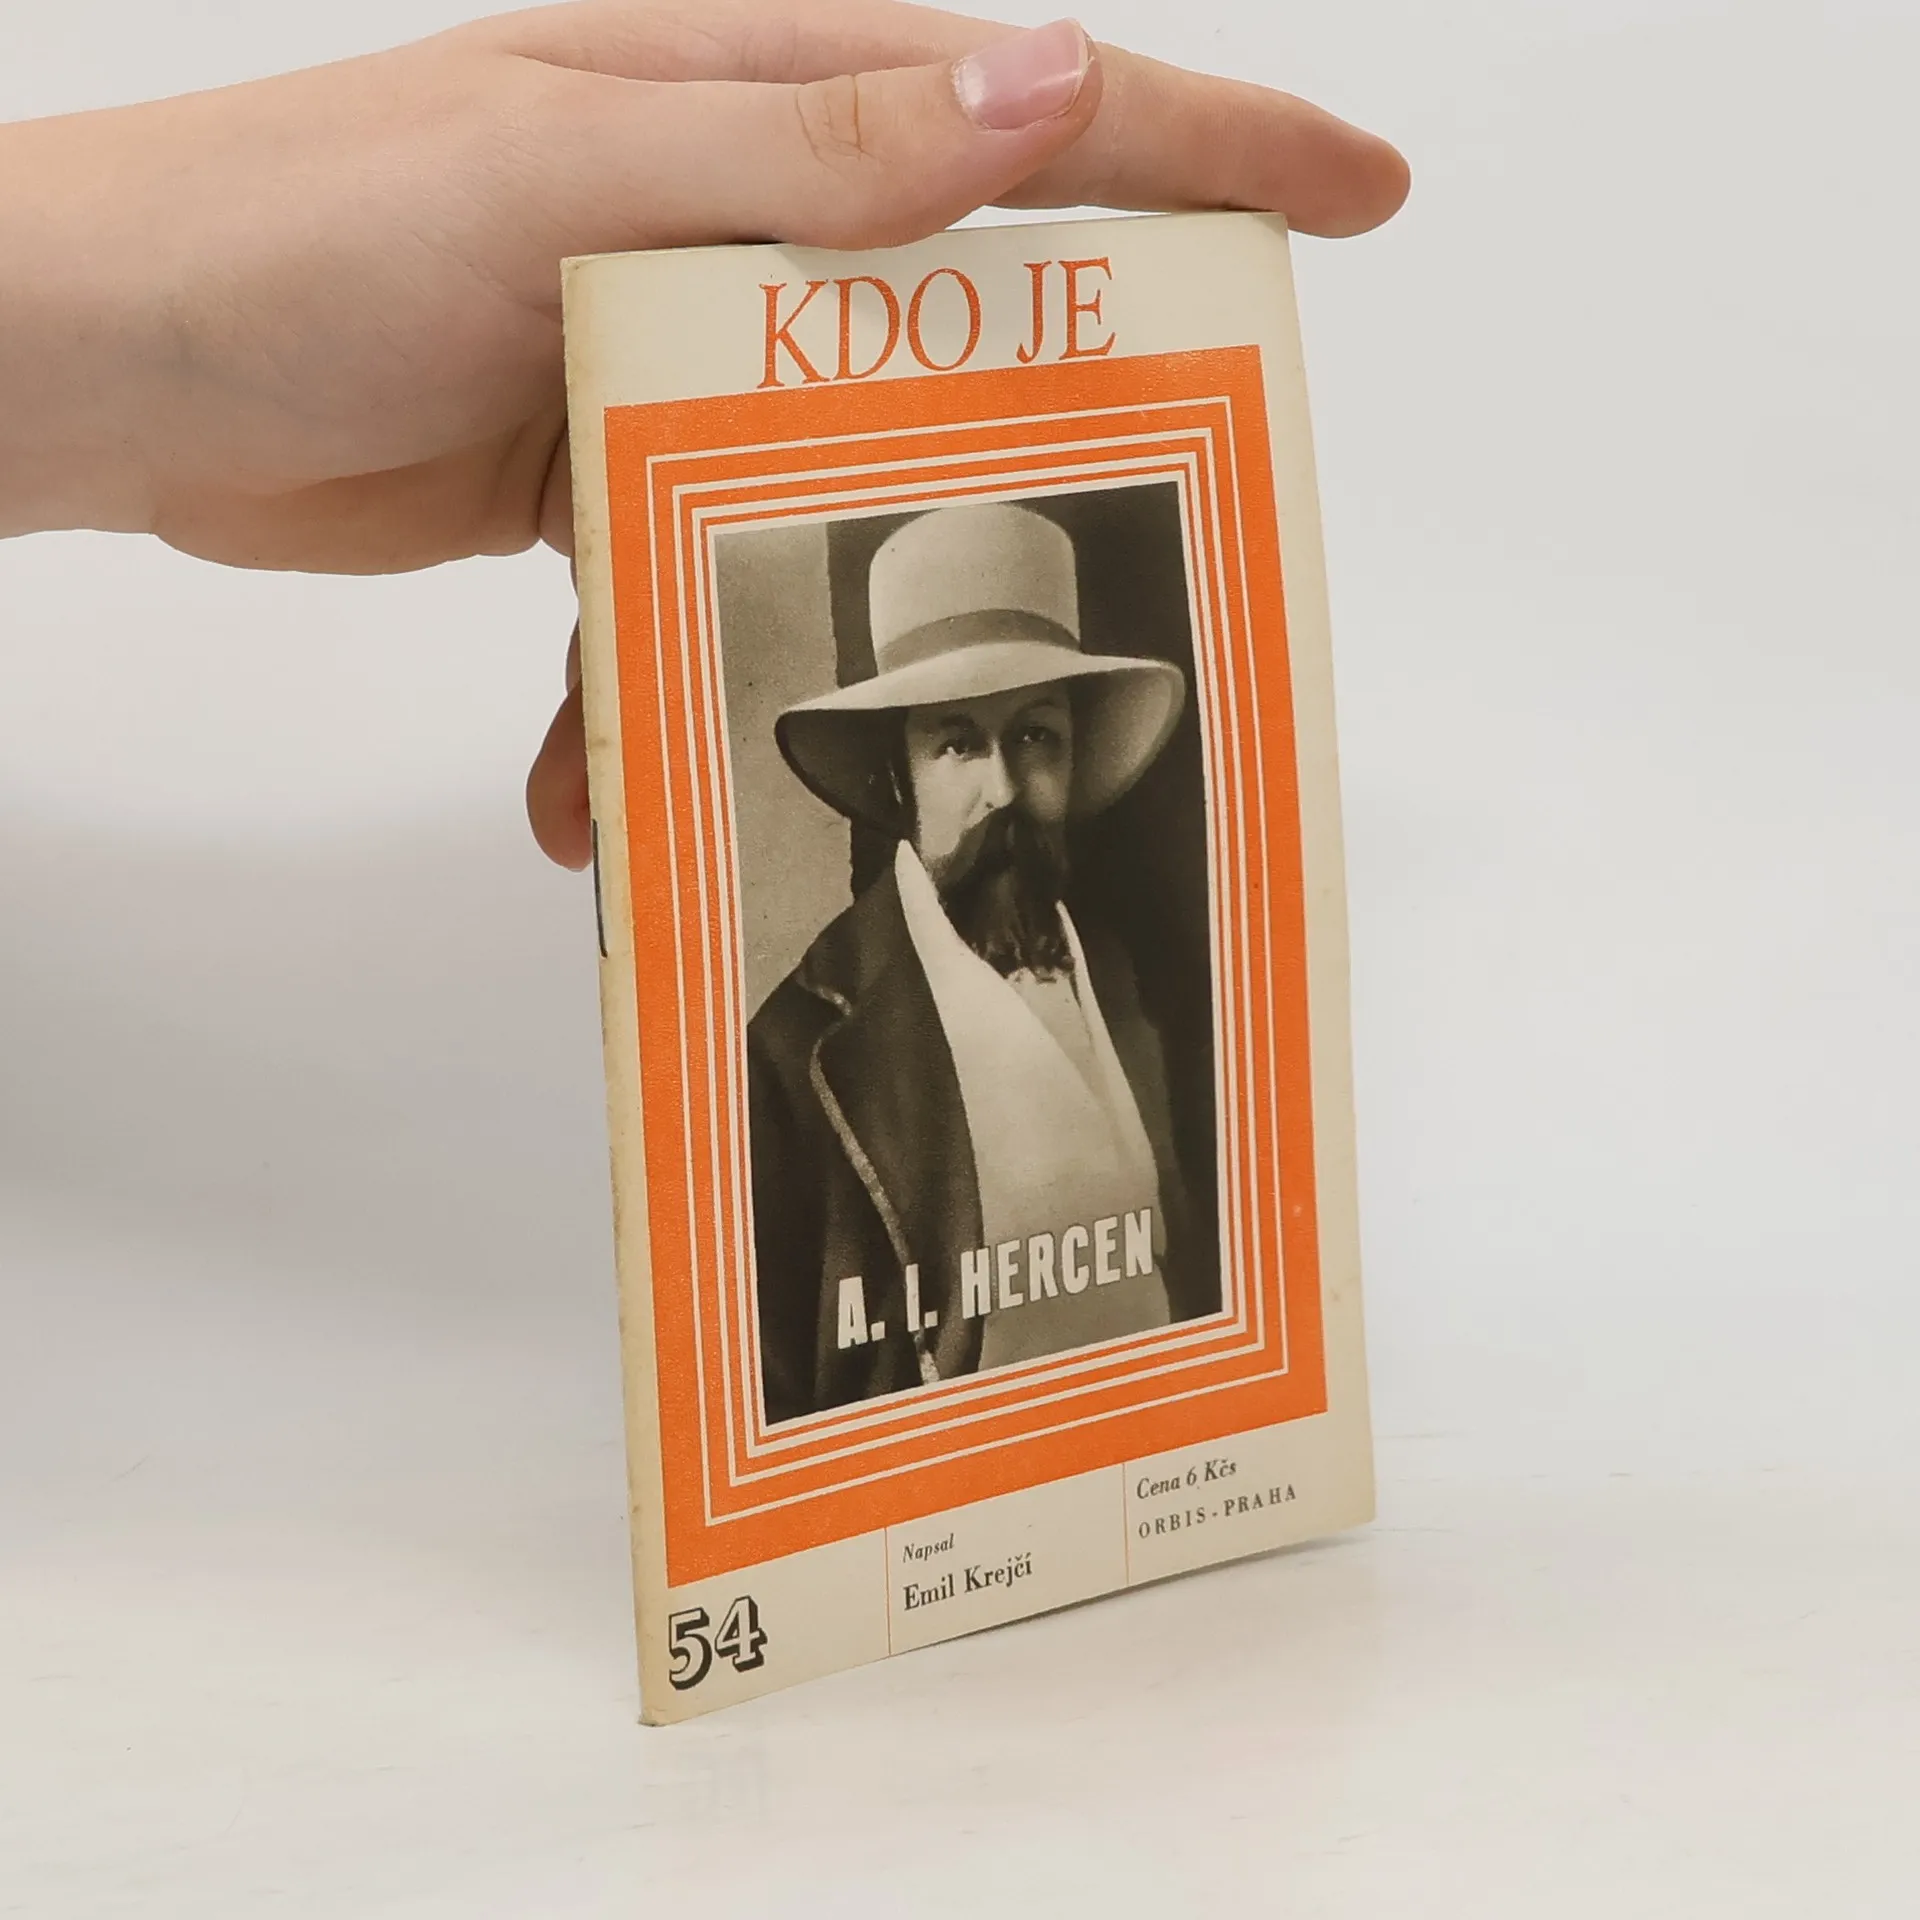 KDO JE
A. I. HERCEN
54
Napsal
Emil Krejčí
Cena 6 Kčs
ORBIS - PRAHA